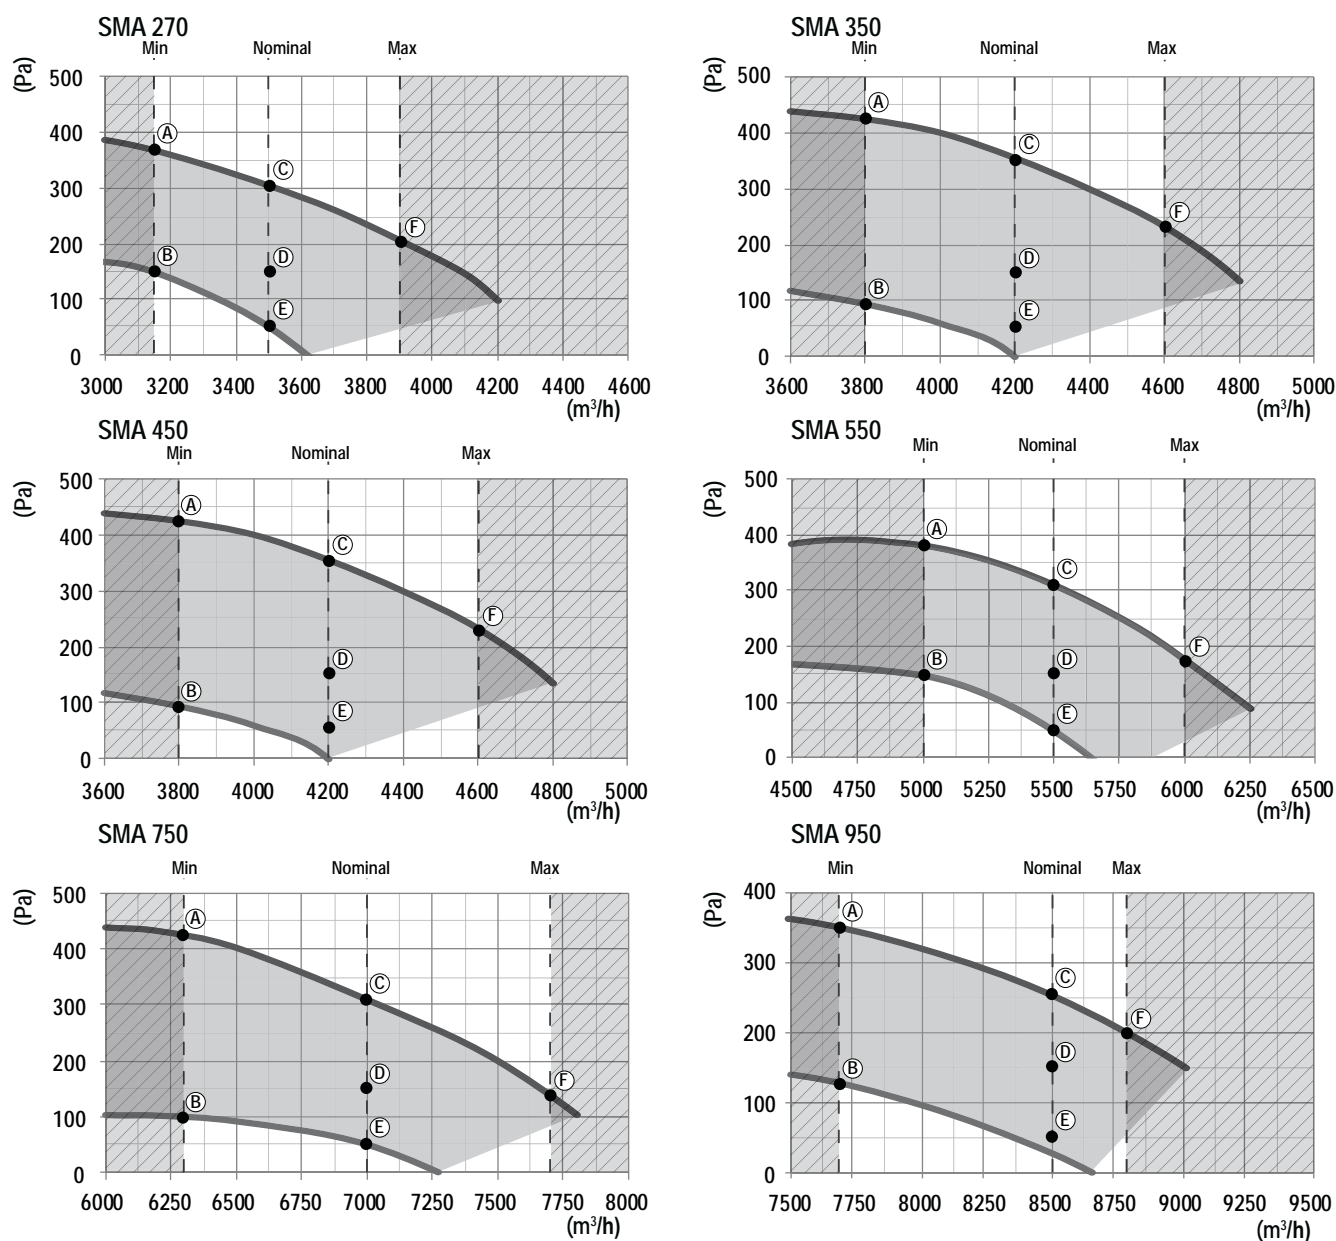 SMA 270
Min Nominal Max
(Pa)
500
400
300
200
100
0
A
B
C
D
E
F
3000 3200 3400 3600 3800 4000 4200 4400 4600
(m³/h)
SMA 350
Min Nominal Max
(Pa)
500
400
300
200
100
0
A
B
C
D
E
F
3600 3800 4000 4200 4400 4600 4800 5000
(m³/h)
SMA 450
Min Nominal Max
(Pa)
500
400
300
200
100
0
A
B
C
D
E
F
3600 3800 4000 4200 4400 4600 4800 5000
(m³/h)
SMA 550
Min Nominal Max
(Pa)
500
400
300
200
100
0
A
B
C
D
E
F
4500 4750 5000 5250 5500 5750 6000 6250 6500
(m³/h)
SMA 750
Min Nominal Max
(Pa)
500
400
300
200
100
0
A
B
C
D
E
F
6000 6250 6500 6750 7000 7250 7500 7750 8000
(m³/h)
SMA 950
Min Nominal Max
(Pa)
400
300
200
100
0
A
B
C
D
E
F
7500 7750 8000 8250 8500 8750 9000 9250 9500
(m³/h)